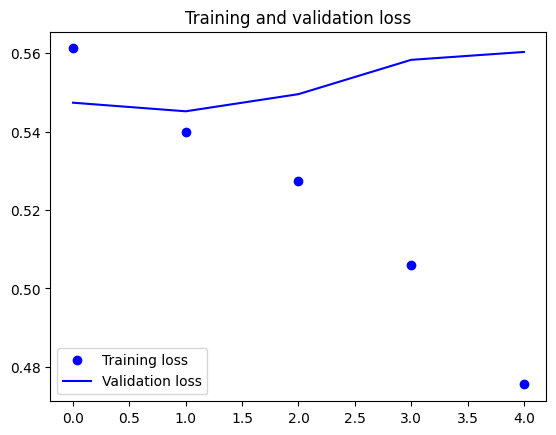 Training and validation loss
0.56
0.54
0.52
0.50
0.48
Training loss
Validation loss
0.0 0.5 1.0 1.5 2.0 2.5 3.0 3.5 4.0